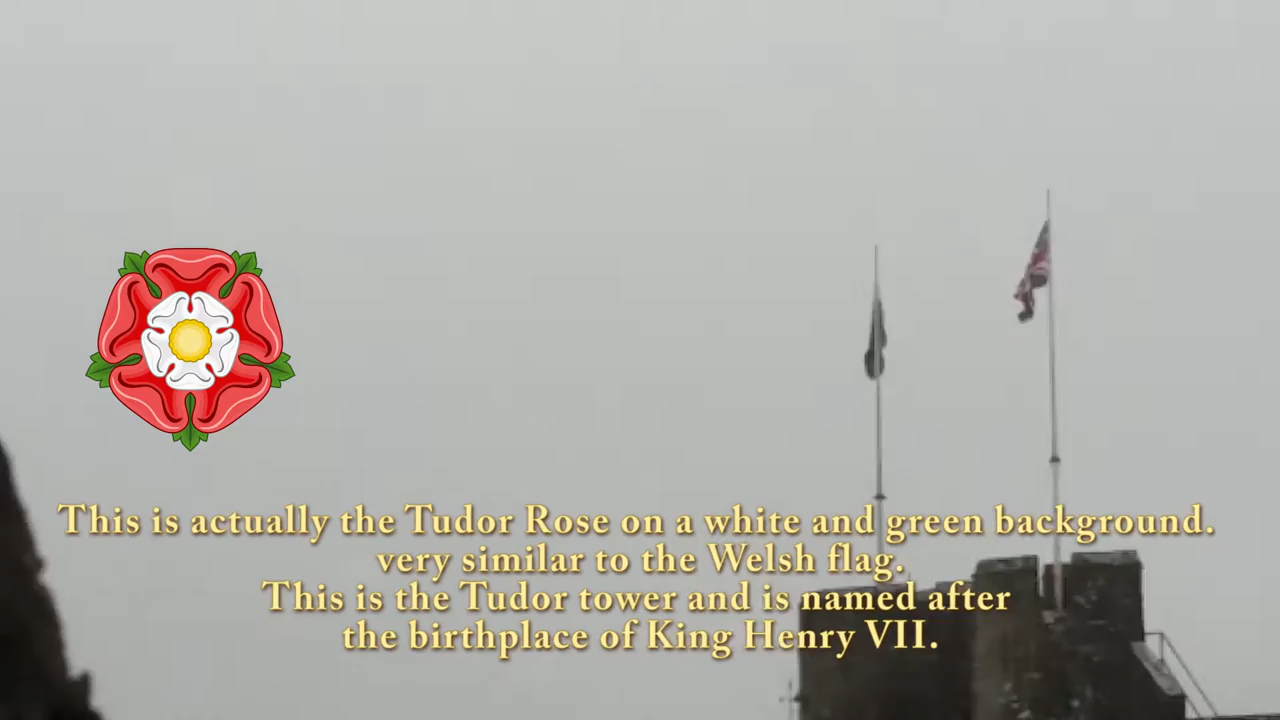 This is actually the Tudor Rose on a white and green background.
very similar to the Welsh flag.
This is the Tudor tower and is named after
the birthplace of King Henry VII.